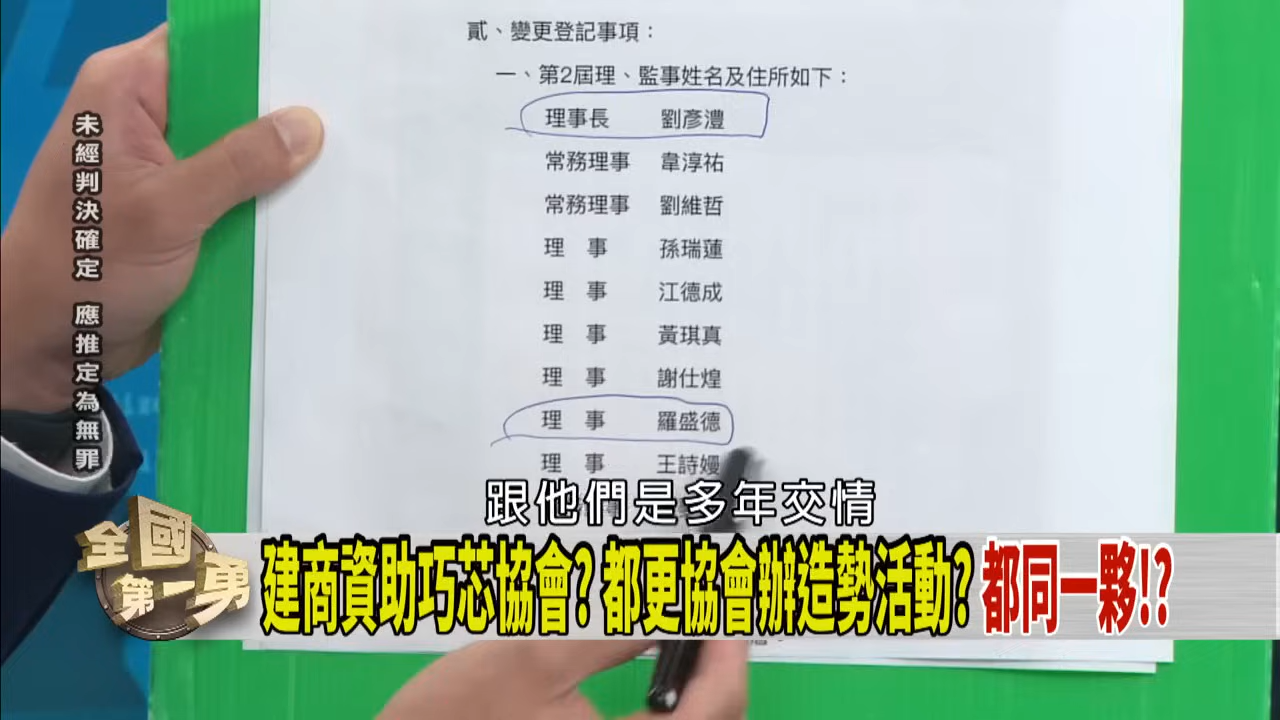 貳、變更登記事項：
一、第2屆理、監事姓名及住所如下：
理事長 劉彥澧
常務理事 韋淳祐
常務理事 劉維哲
理 事 孫瑞蓮
理 事 江德成
理 事 黃琪真
理 事 謝仕煌
理 事 羅盛德
理 事 王詩嫚
未經判決確定 應推定為無罪
跟他們是多年交情
全國第一勇
建商資助巧芯協會? 都更協會辦造勢活動? 都同一夥!?